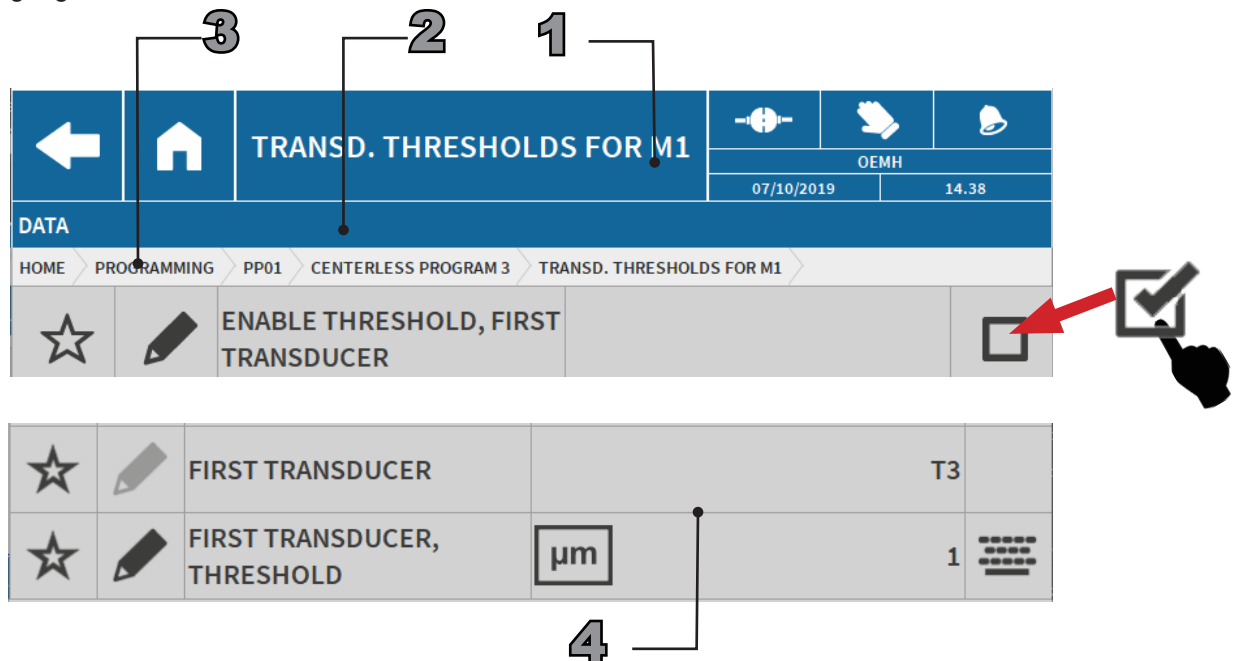 3 2 1
TRANSD. THRESHOLDS FOR M1
OEMH
07/10/2019 14.38
DATA
HOME PROGRAMMING PP01 CENTERLESS PROGRAM 3 TRANSD. THRESHOLDS FOR M1
ENABLE THRESHOLD, FIRST
TRANSDUCER
FIRST TRANSDUCER T3
FIRST TRANSDUCER,
THRESHOLD
µm 1
4